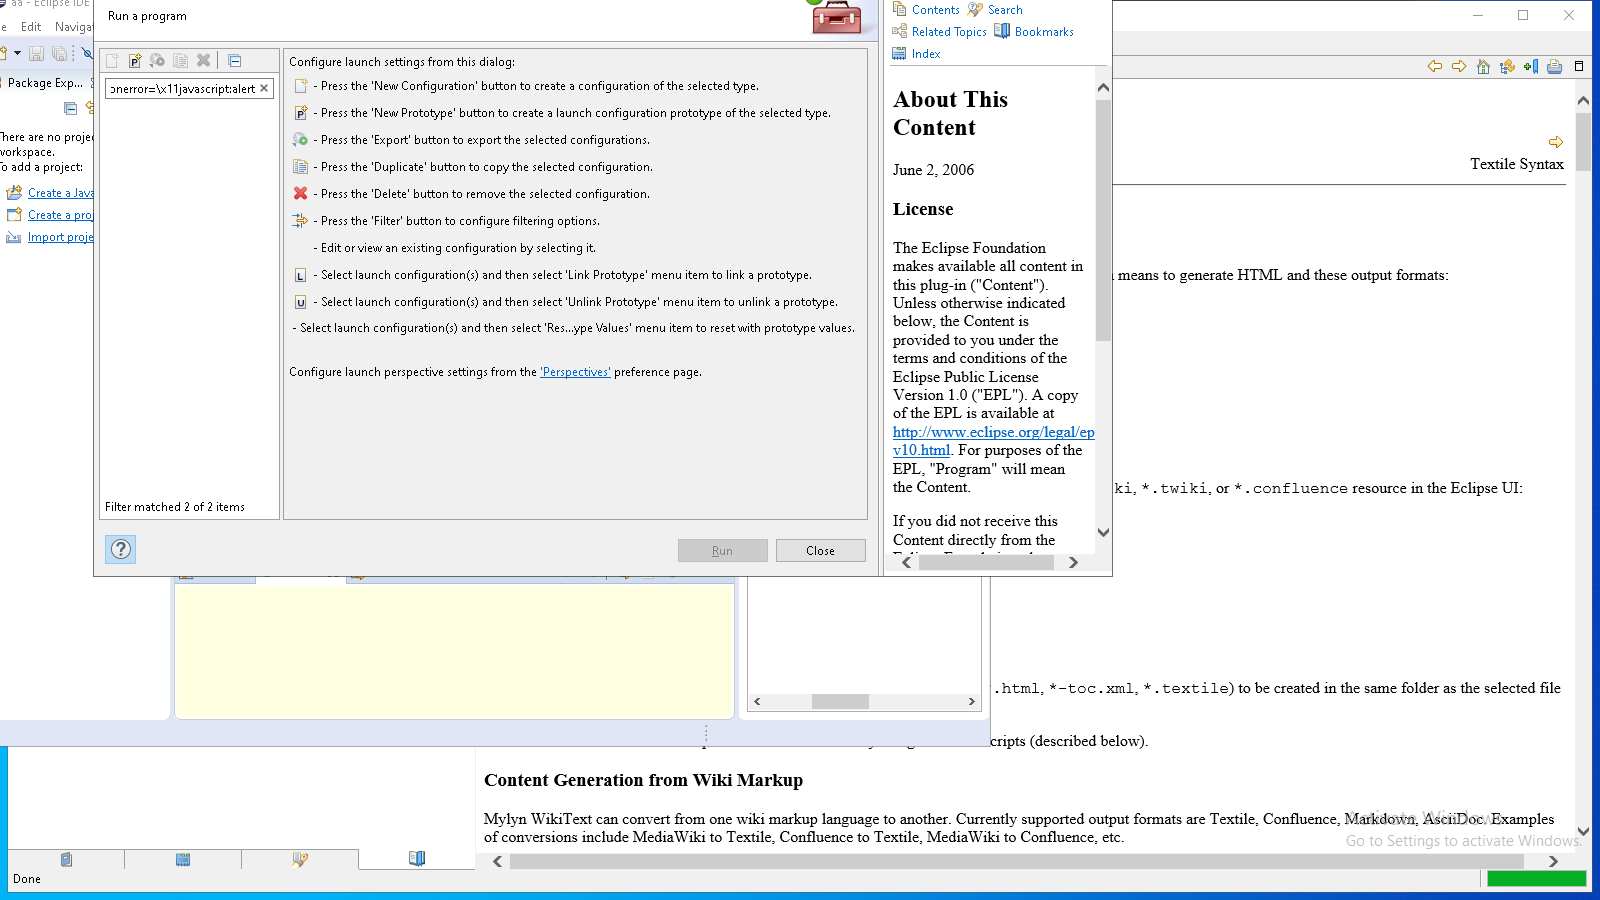 aa - Eclipse IDE
Edit
Naviga
Package Exp...
There are no proje
workspace.
To add a project:
Create a Java
Create a pro
Import proje
Run a program
onerror=\x11javascript:alert
Filter matched 2 of 2 items
Configure launch settings from this dialog:
- Press the 'New Configuration' button to create a configuration of the selected type.
- Press the 'New Prototype' button to create a launch configuration prototype of the selected type.
- Press the 'Export' button to export the selected configurations.
- Press the 'Duplicate' button to copy the selected configuration.
- Press the 'Delete' button to remove the selected configuration.
- Press the 'Filter' button to configure filtering options.
- Edit or view an existing configuration by selecting it.
- Select launch configuration(s) and then select 'Link Prototype' menu item to link a prototype.
- Select launch configuration(s) and then select 'Unlink Prototype' menu item to unlink a prototype.
- Select launch configuration(s) and then select 'Res...ype Values' menu item to reset with prototype values.
Configure launch perspective settings from the 'Perspectives' preference page.
Run
Close
Contents
Search
Related Topics
Bookmarks
Index
About This
Content
June 2, 2006
License
The Eclipse Foundation
makes available all content in
this plug-in ("Content").
Unless otherwise indicated
below, the Content is
provided to you under the
terms and conditions of the
Eclipse Public License
Version 1.0 ("EPL"). A copy
of the EPL is available at
http://www.eclipse.org/legal/ep
v10.html. For purposes of the
EPL, "Program" will mean
the Content.
If you did not receive this
Content directly from the
Textile Syntax
means to generate HTML and these output formats:
ki, *.twiki, or *.confluence resource in the Eclipse UI:
.html, *-toc.xml, *.textile) to be created in the same folder as the selected file
cripts (described below).
Content Generation from Wiki Markup
Mylyn WikiText can convert from one wiki markup language to another. Currently supported output formats are Textile, Confluence, Markdown, AsciiDoc. Examples
of conversions include MediaWiki to Textile, Confluence to Textile, MediaWiki to Confluence, etc.
Activate Windows
Go to Settings to activate Windows.
Done